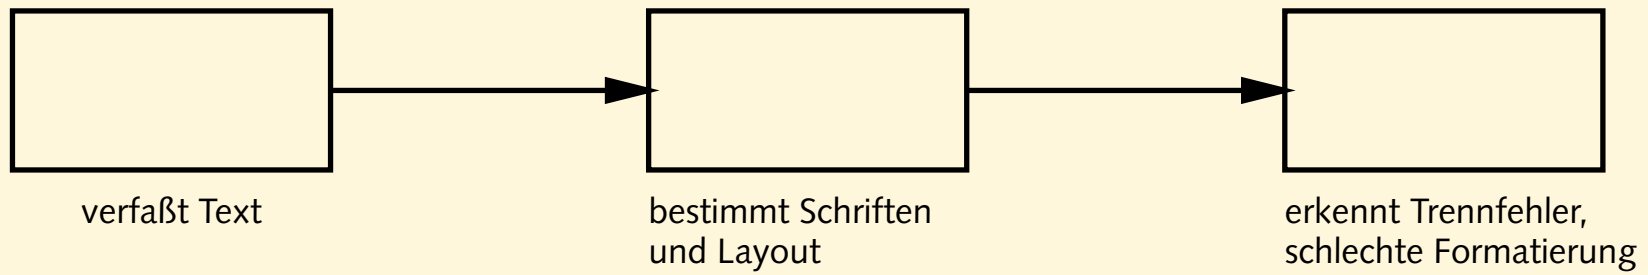 verfaßt Text
bestimmt Schriften
und Layout
erkennt Trennfehler,
schlechte Formatierung